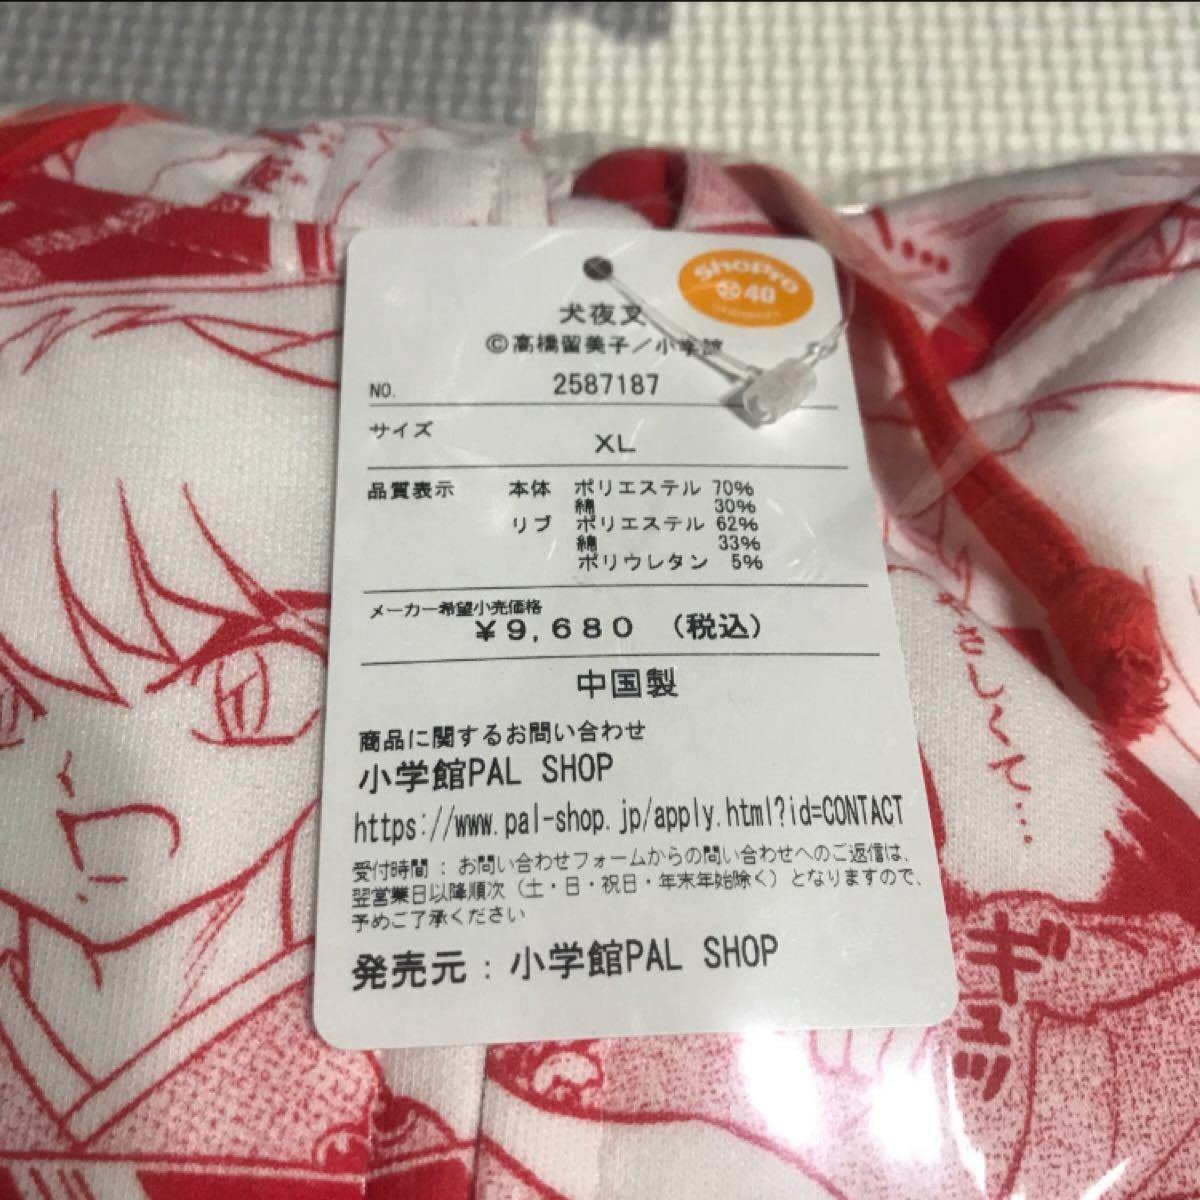 ShoPro
40
犬夜叉
©高橋留美子／小学館
NO. 2587187
サイズ XL
品質表示 本体 ポリエステル 70%
綿 30%
リブ ポリエステル 62%
綿 33%
ポリウレタン 5%
メーカー希望小売価格
¥9,680 (税込)
中国製
商品に関するお問い合わせ
小学館PAL SHOP
https://www.pal-shop.jp/apply.html?id=CONTACT
受付時間：お問い合わせフォームからの問い合わせへのご返信は、
翌営業日以降順次（土・日・祝日・年末年始除く）となりますので、
予めご了承ください
発売元：小学館PAL SHOP
ギュッ